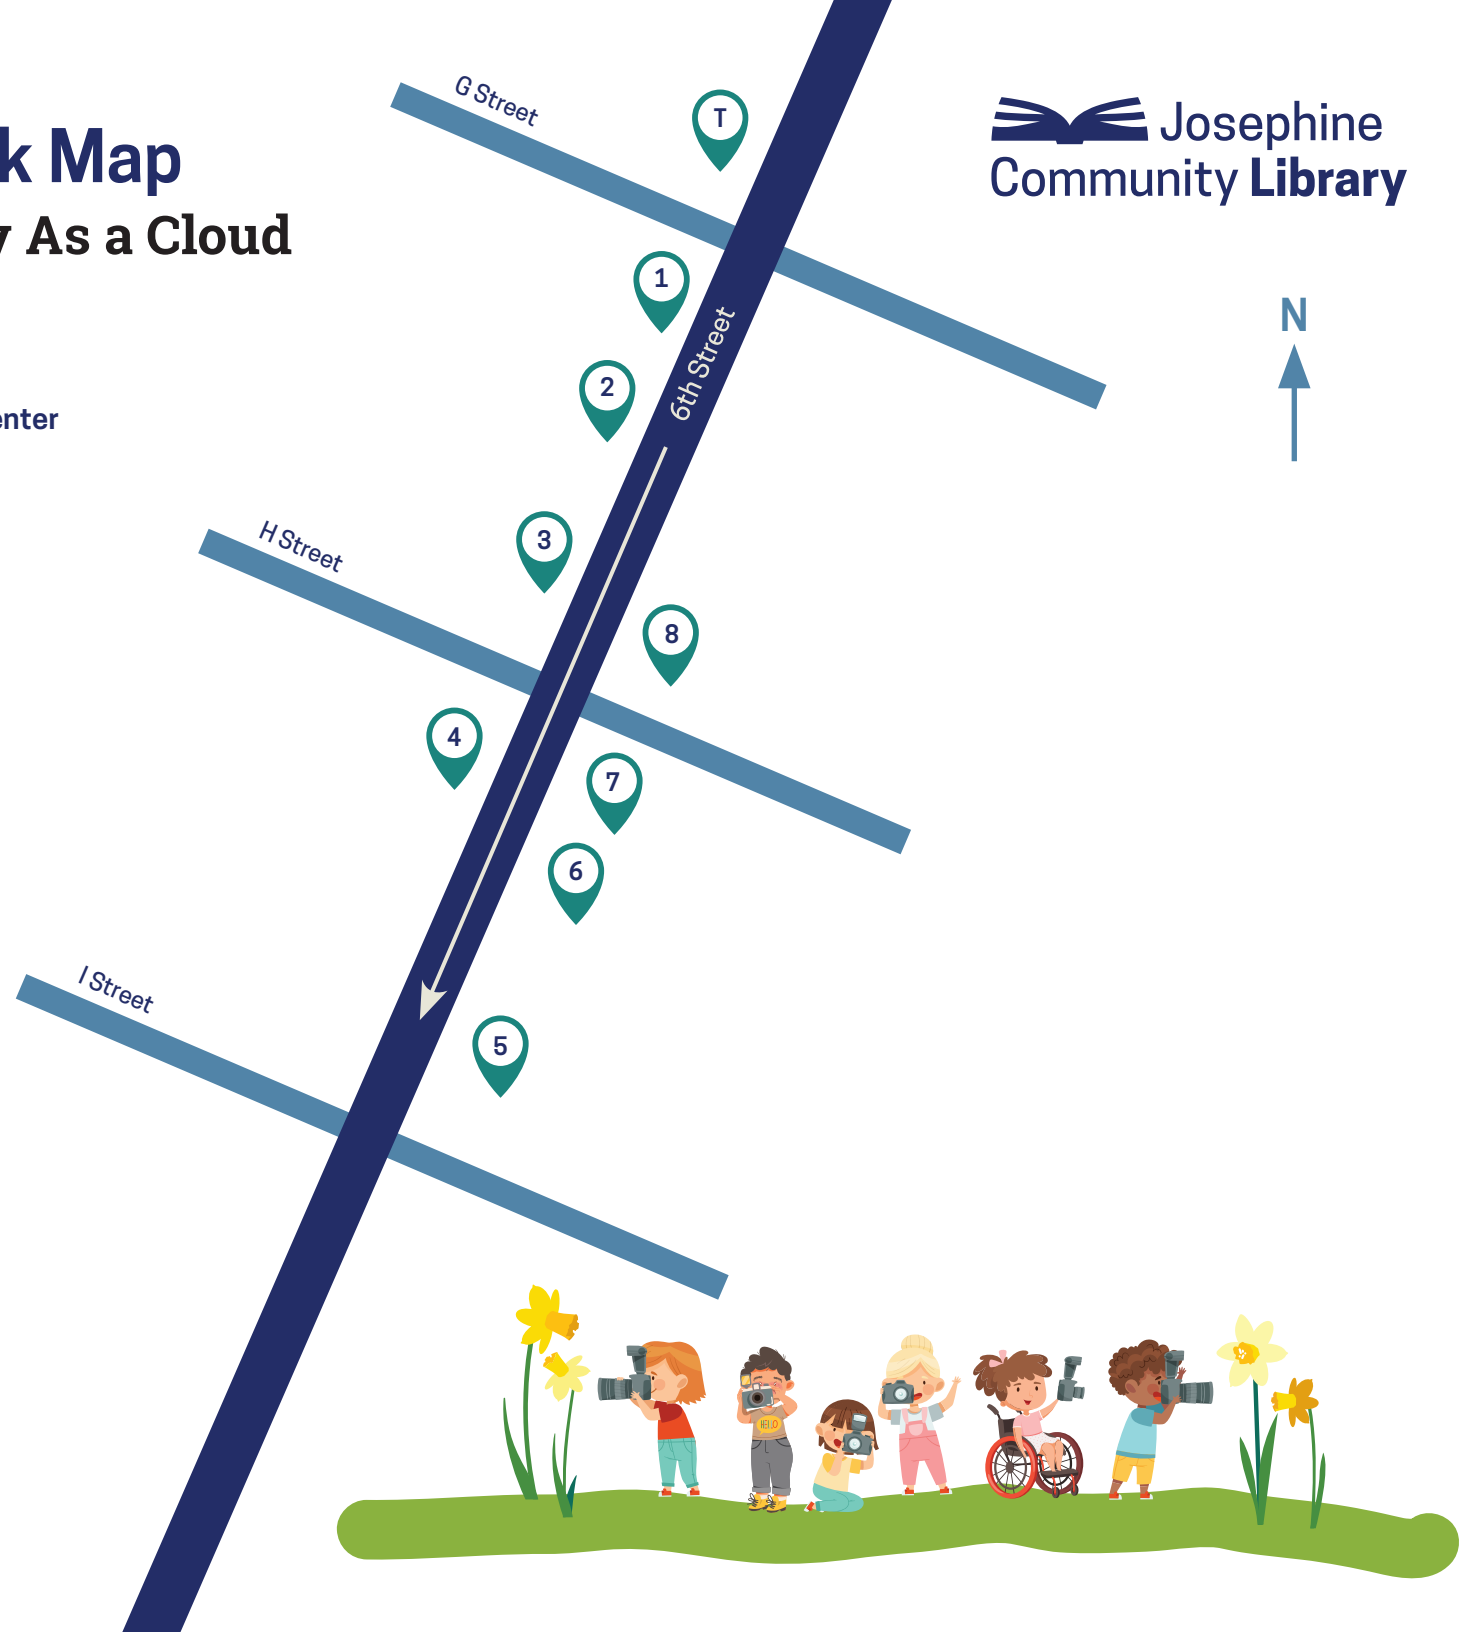 k Map
y As a Cloud
enter
G Street
T
Josephine
Community Library
1
6th Street
N
2
H Street
3
8
4
7
6
I Street
5
HELLO